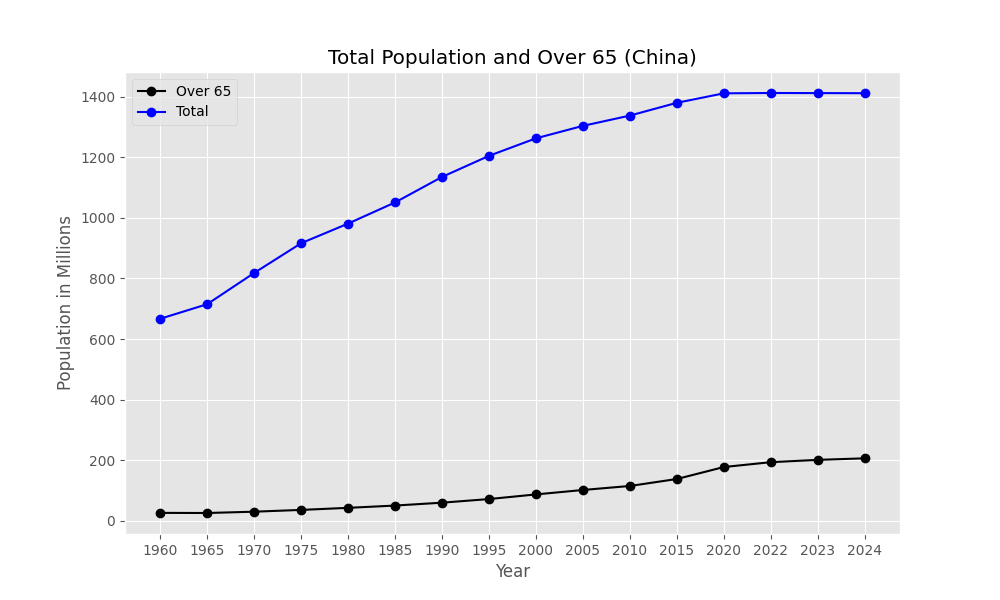 Total Population and Over 65 (China)
Over 65
Total
1400
1200
1000
800
600
400
200
0
Population in Millions
1960 1965 1970 1975 1980 1985 1990 1995 2000 2005 2010 2015 2020 2022 2023 2024
Year